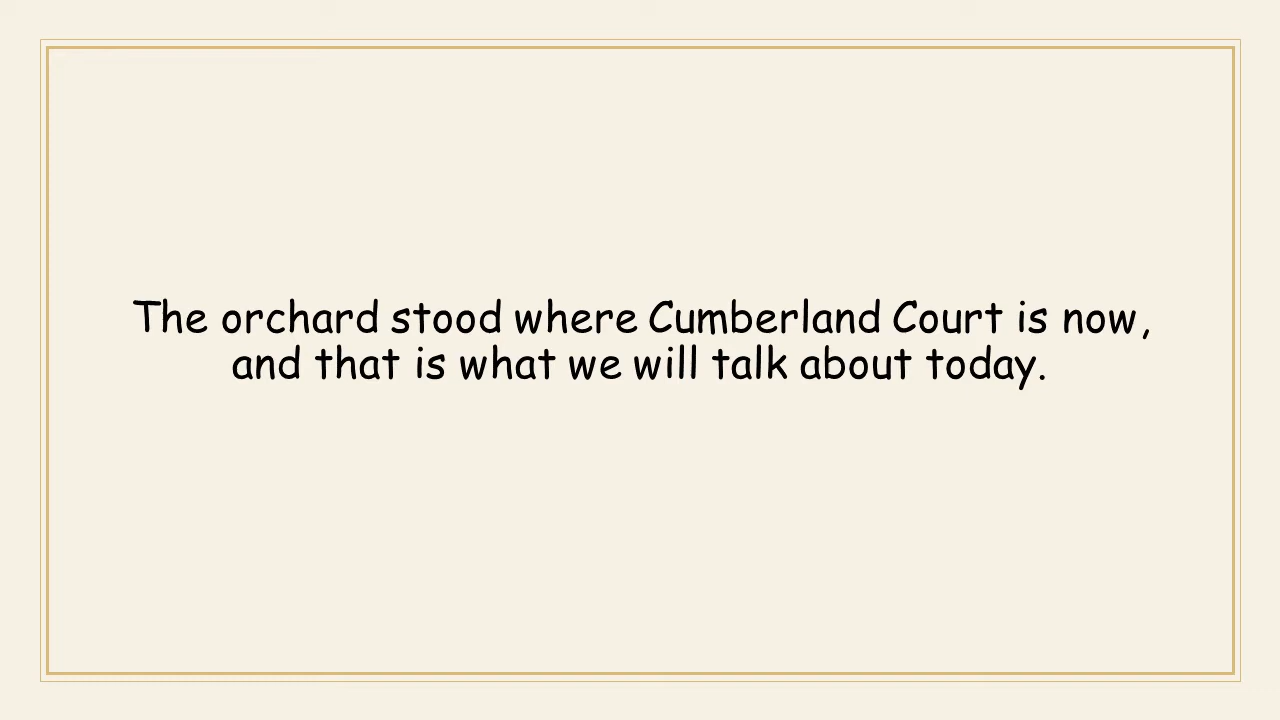 The orchard stood where Cumberland Court is now,
and that is what we will talk about today.